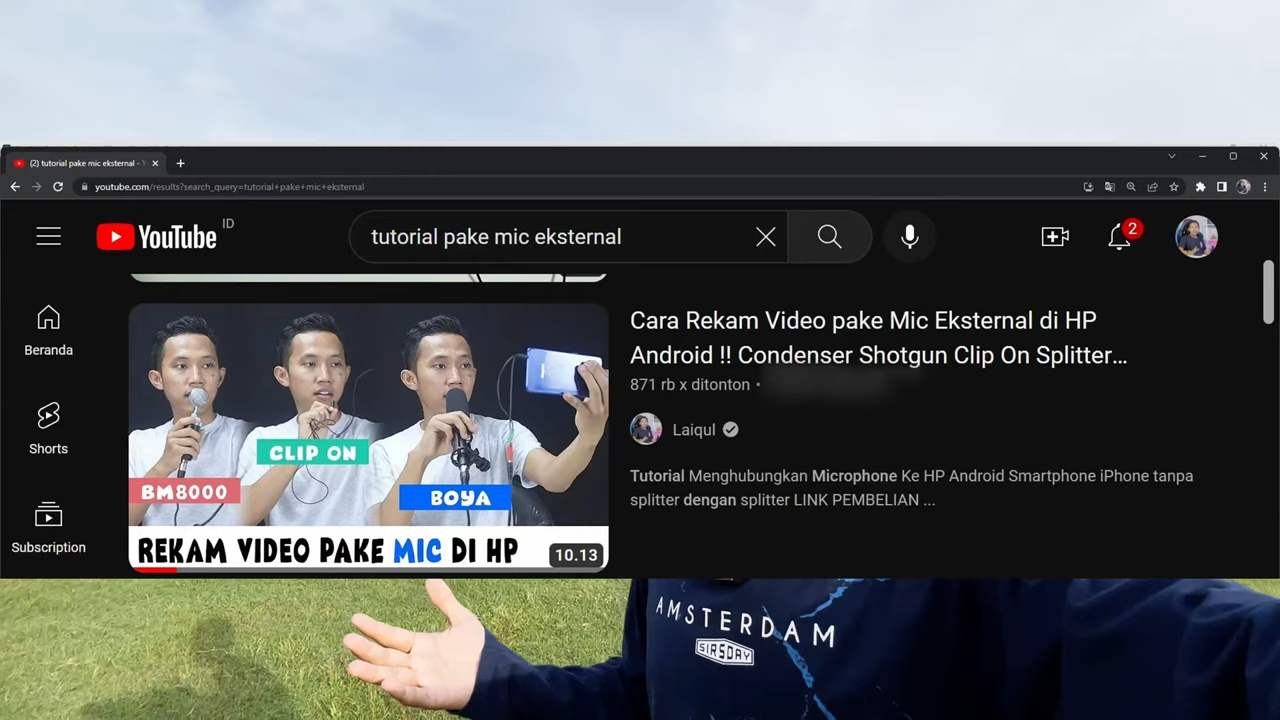 (2) tutorial pake mic eksternal - Y
youtube.com/results?search_query=tutorial+pake+mic+eksternal
YouTube ID
tutorial pake mic eksternal
2
Beranda
Shorts
Subscription
CLIP ON
BM8000
BOYA
REKAM VIDEO PAKE MIC DI HP
10.13
Cara Rekam Video pake Mic Eksternal di HP
Android !! Condenser Shotgun Clip On Splitter...
871 rb x ditonton •
Laiqul
Tutorial Menghubungkan Microphone Ke HP Android Smartphone iPhone tanpa
splitter dengan splitter LINK PEMBELIAN ...
AMSTERDAM
SIRSDAY